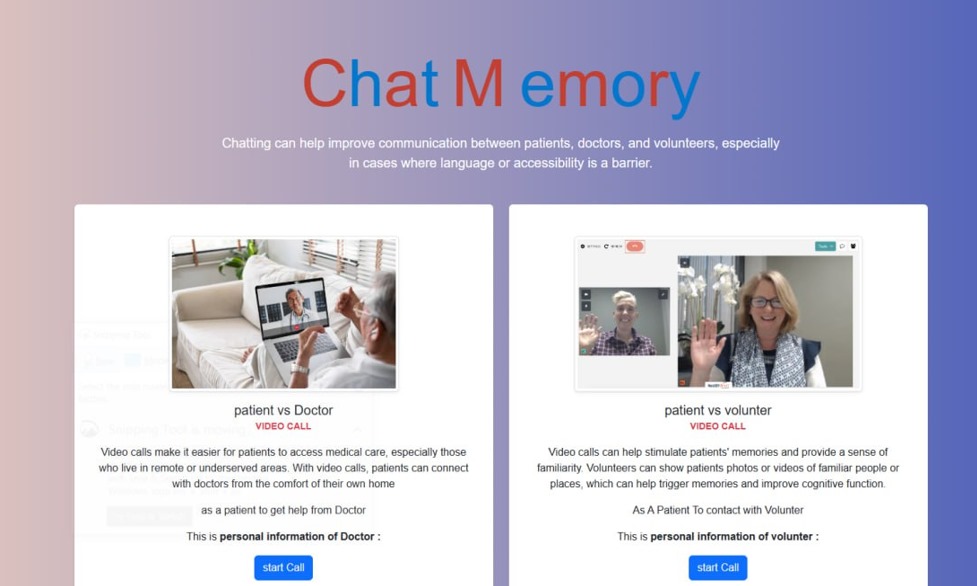 Chat Memory
Chatting can help improve communication between patients, doctors, and volunteers, especially
in cases where language or accessibility is a barrier.
patient vs Doctor
VIDEO CALL
Video calls make it easier for patients to access medical care, especially those
who live in remote or underserved areas. With video calls, patients can connect
with doctors from the comfort of their own home
as a patient to get help from Doctor
This is personal information of Doctor :
start Call
patient vs volunter
VIDEO CALL
Video calls can help stimulate patients' memories and provide a sense of
familiarity. Volunteers can show patients photos or videos of familiar people or
places, which can help trigger memories and improve cognitive function.
As A Patient To contact with Volunter
This is personal information of volunter :
start Call